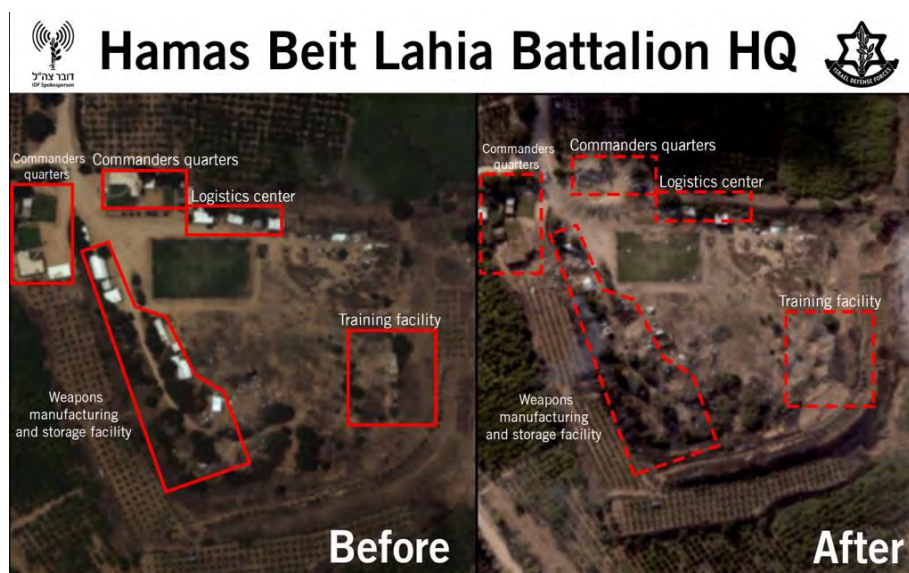 Hamas Beit Lahia Battalion HQ
דובר צה"ל
IDF Spokesperson
ISRAEL DEFENSE FORCES
Commanders
quarters
Commanders quarters
Logistics center
Training facility
Weapons
manufacturing
and storage facility
Before
Commanders quarters
Commanders
quarters
Logistics center
Training facility
Weapons
manufacturing
and storage facility
After